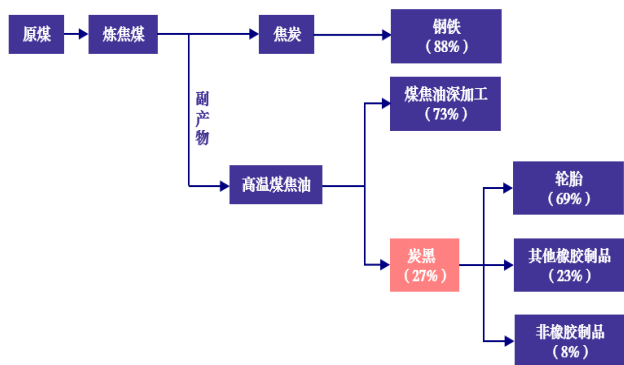 原煤
炼焦煤
焦炭
钢铁
（88%）
副
产
物
煤焦油深加工
（73%）
高温煤焦油
轮胎
（69%）
炭黑
（27%）
其他橡胶制品
（23%）
非橡胶制品
（8%）